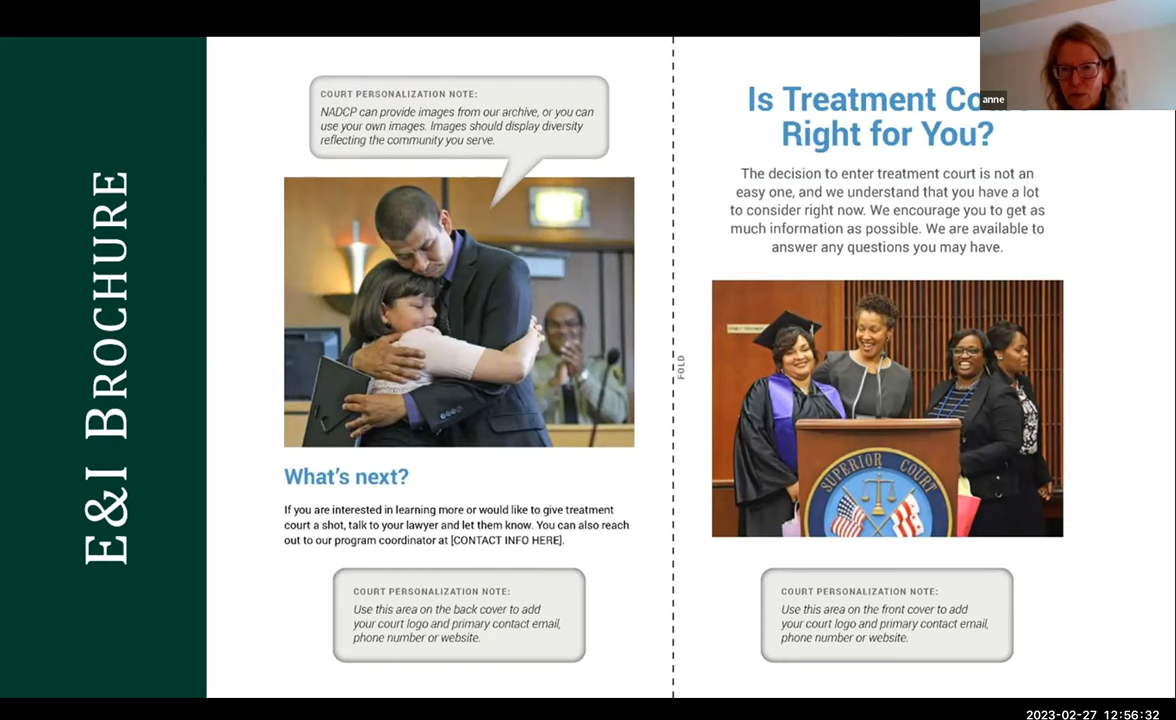 E&I BROCHURE
COURT PERSONALIZATION NOTE:
NADCP can provide images from our archive, or you can
use your own images. Images should display diversity
reflecting the community you serve.
What's next?
If you are interested in learning more or would like to give treatment
court a shot, talk to your lawyer and let them know. You can also reach
out to our program coordinator at [CONTACT INFO HERE].
COURT PERSONALIZATION NOTE:
Use this area on the back cover to add
your court logo and primary contact email,
phone number or website.
FOLD
anne
Is Treatment
Right for You?
The decision to enter treatment court is not an
easy one, and we understand that you have a lot
to consider right now. We encourage you to get as
much information as possible. We are available to
answer any questions you may have.
SUPERIOR COURT
COURT PERSONALIZATION NOTE:
Use this area on the front cover to add
your court logo and primary contact email,
phone number or website.
2023-02-27 12:56:32